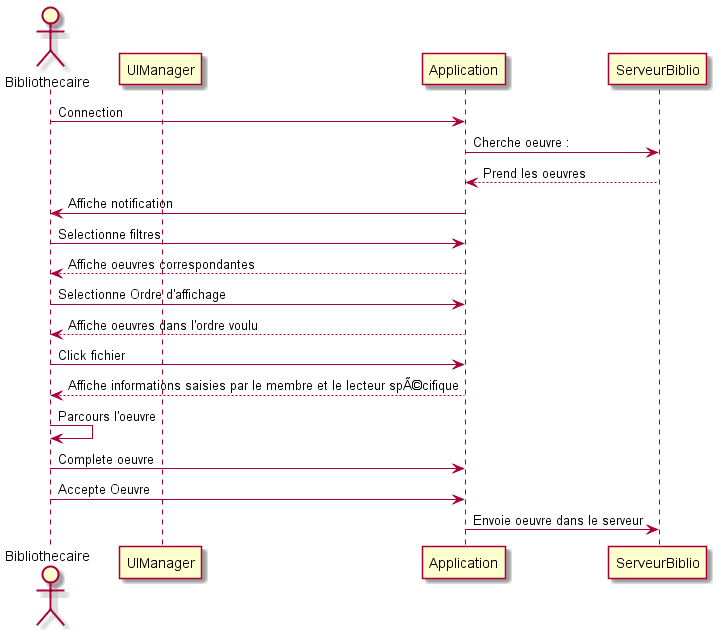 Bibliothecaire
UIManager
Application
ServeurBiblio
Connection
Cherche oeuvre :
Prend les oeuvres
Affiche notification
Selectionne filtres
Affiche oeuvres correspondantes
Selectionne Ordre d'affichage
Affiche oeuvres dans l'ordre voulu
Click fichier
Affiche informations saisies par le membre et le lecteur spÃ©cifique
Parcours l'oeuvre
Complete oeuvre
Accepte Oeuvre
Envoie oeuvre dans le serveur
Bibliothecaire
UIManager
Application
ServeurBiblio